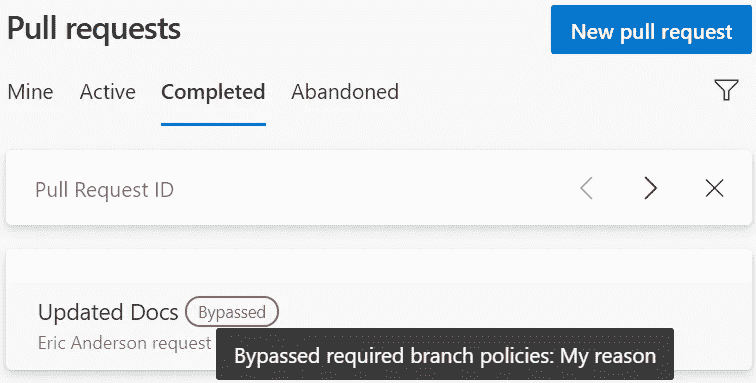 Pull requests
New pull request
Mine Active Completed Abandoned
Pull Request ID
Updated Docs Bypassed
Eric Anderson request
Bypassed required branch policies: My reason